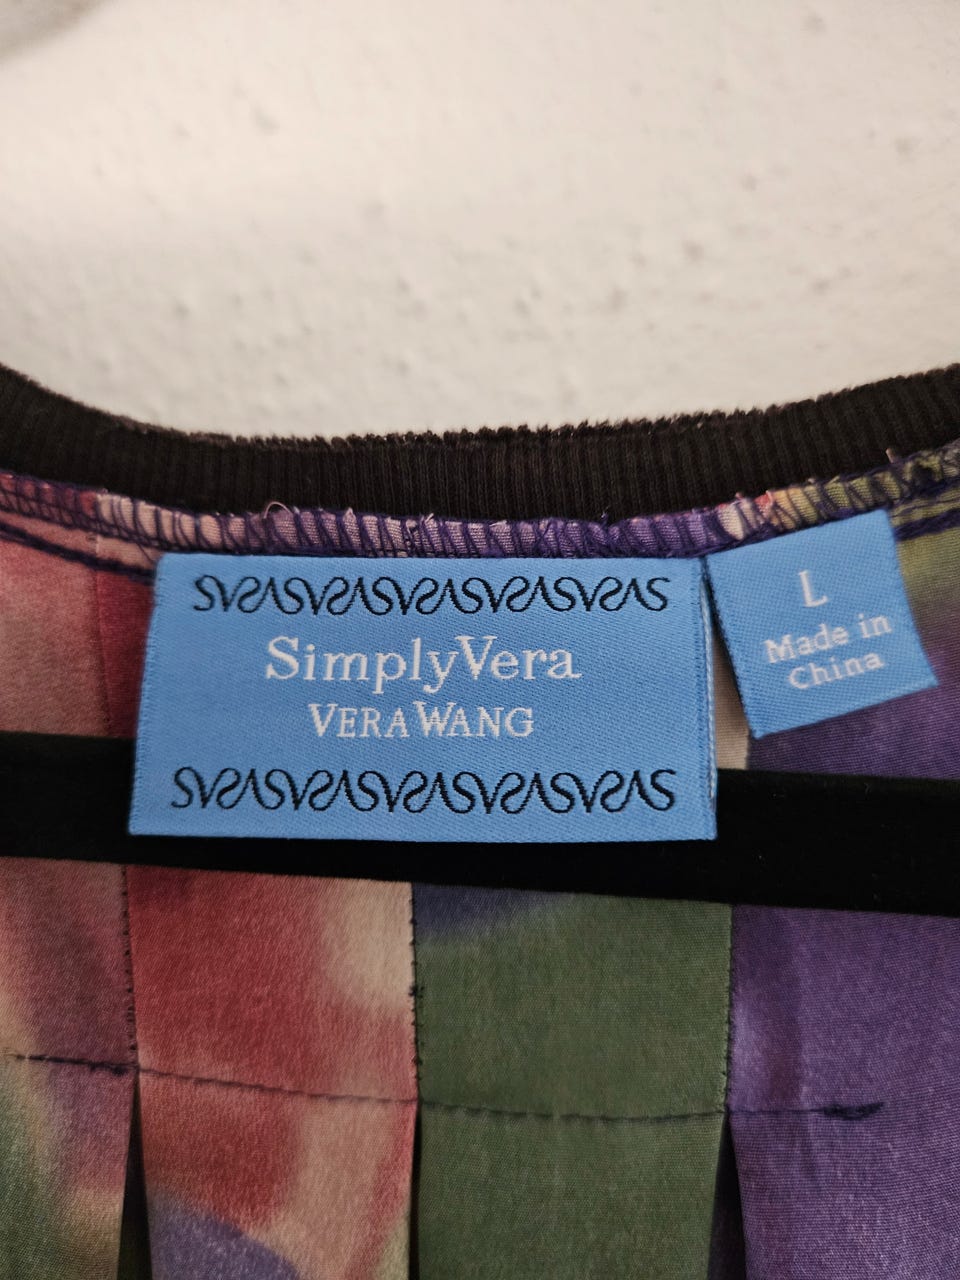 SimplyVera
VERA WANG
L
Made in
China